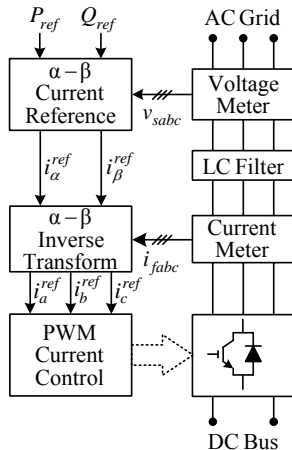 P_ref Q_ref AC Grid
α – β
Current
Reference
v_sabc
Voltage
Meter
LC Filter
i_α^ref i_β^ref
α – β
Inverse
Transform
i_fabc
Current
Meter
i_a^ref i_b^ref i_c^ref
PWM
Current
Control
DC Bus